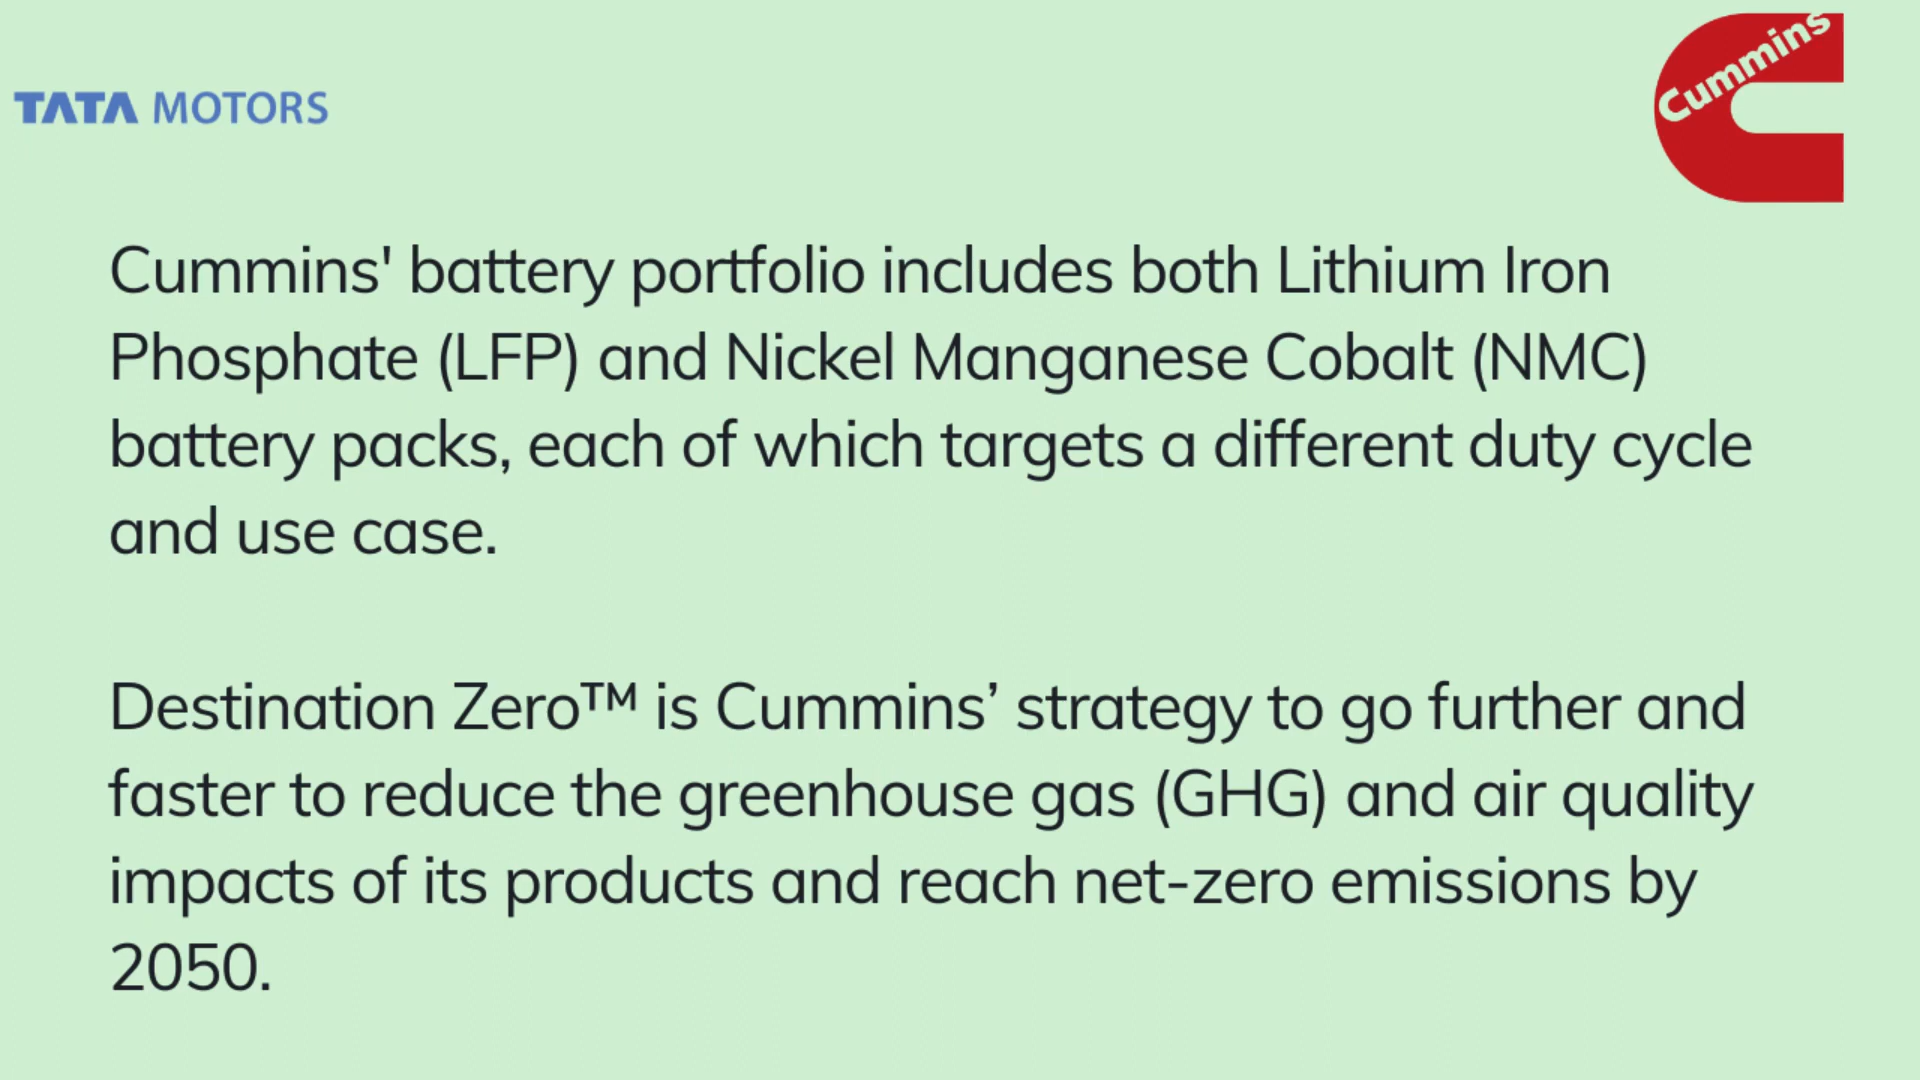 TATA MOTORS
Cummins
Cummins' battery portfolio includes both Lithium Iron
Phosphate (LFP) and Nickel Manganese Cobalt (NMC)
battery packs, each of which targets a different duty cycle
and use case.
Destination Zero™ is Cummins’ strategy to go further and
faster to reduce the greenhouse gas (GHG) and air quality
impacts of its products and reach net-zero emissions by
2050.